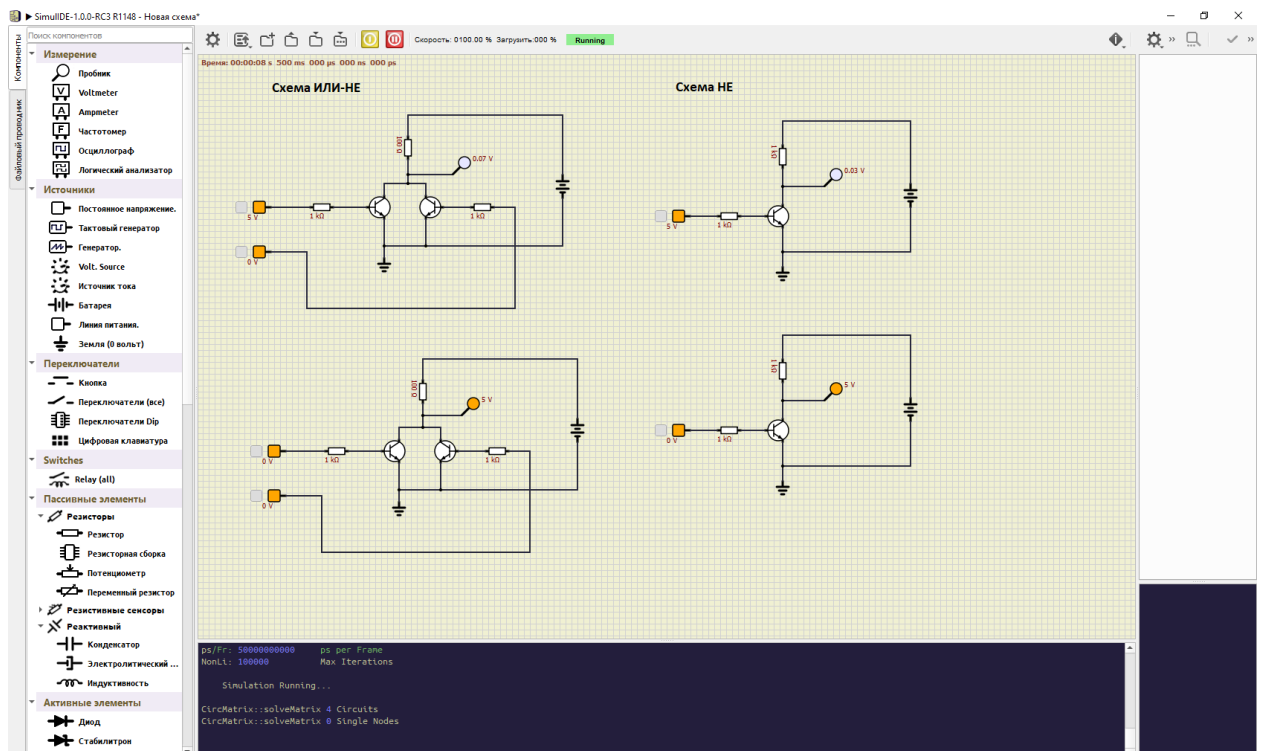 SimulIDE-1.0.0-RC3 R1148 - Новая схема*
Компоненты
Файловый проводник
Поиск компонентов
Измерение
Пробник
Voltmeter
Ampmeter
Частотомер
Осциллограф
Логический анализатор
Источники
Постоянное напряжение.
Тактовый генератор
Генератор.
Volt. Source
Источник тока
Батарея
Линия питания.
Земля (0 вольт)
Переключатели
Кнопка
Переключатели (все)
Переключатели Dip
Цифровая клавиатура
Switches
Relay (all)
Пассивные элементы
Резисторы
Резистор
Резисторная сборка
Потенциометр
Переменный резистор
Резистивные сенсоры
Реактивный
Конденсатор
Электролитический ...
Индуктивность
Активные элементы
Диод
Стабилитрон
Скорость: 0100.00 % Загрузить:000 %
Running
Время: 00:00:08 s 500 ms 000 µs 000 ns 000 ps
Схема ИЛИ-НЕ
100 Ω
0.07 V
5 V
1 kΩ
1 kΩ
0 V
Схема НЕ
1 kΩ
0.03 V
5 V
1 kΩ
100 Ω
5 V
0 V
1 kΩ
1 kΩ
0 V
1 kΩ
5 V
0 V
1 kΩ
ps/Fr: 50000000000 ps per Frame
NonLi: 100000 Max Iterations
Simulation Running...
CircMatrix::solveMatrix 4 Circuits
CircMatrix::solveMatrix 0 Single Nodes